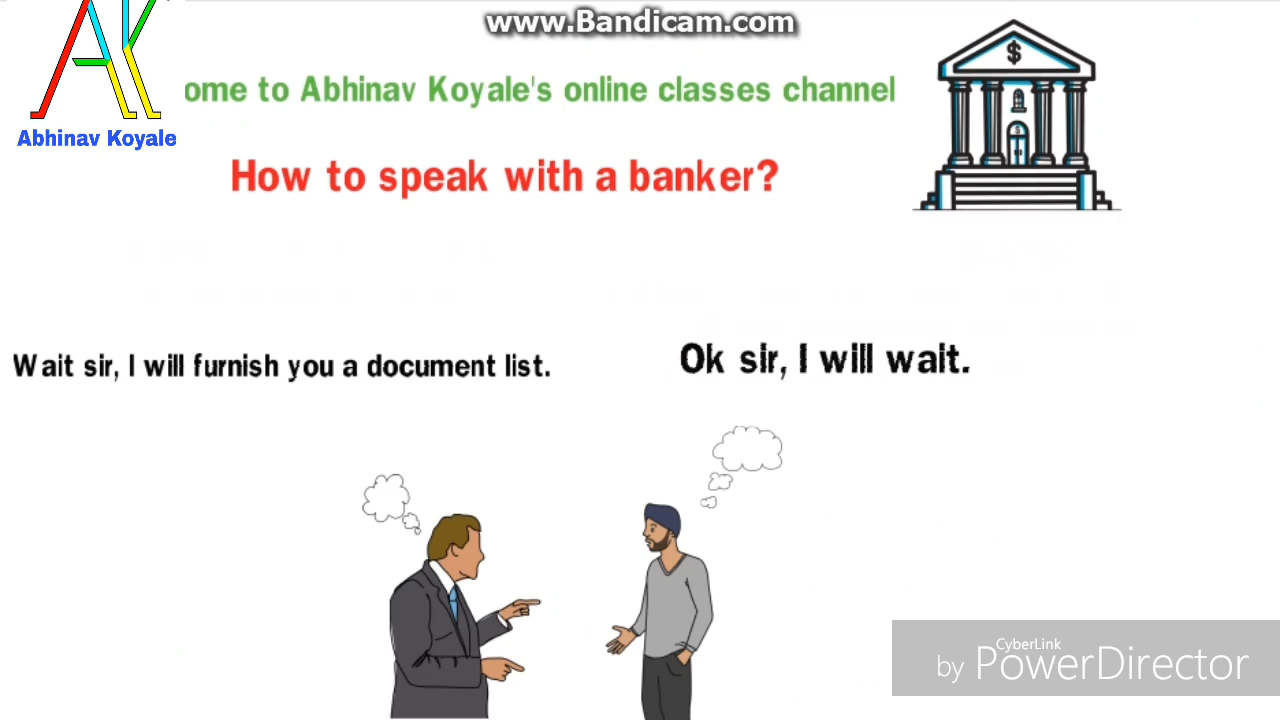 www.Bandicam.com
AK
Abhinav Koyale
ome to Abhinav Koyale's online classes channel
How to speak with a banker?
$
Wait sir, I will furnish you a document list.
Ok sir, I will wait.
CyberLink
by PowerDirector